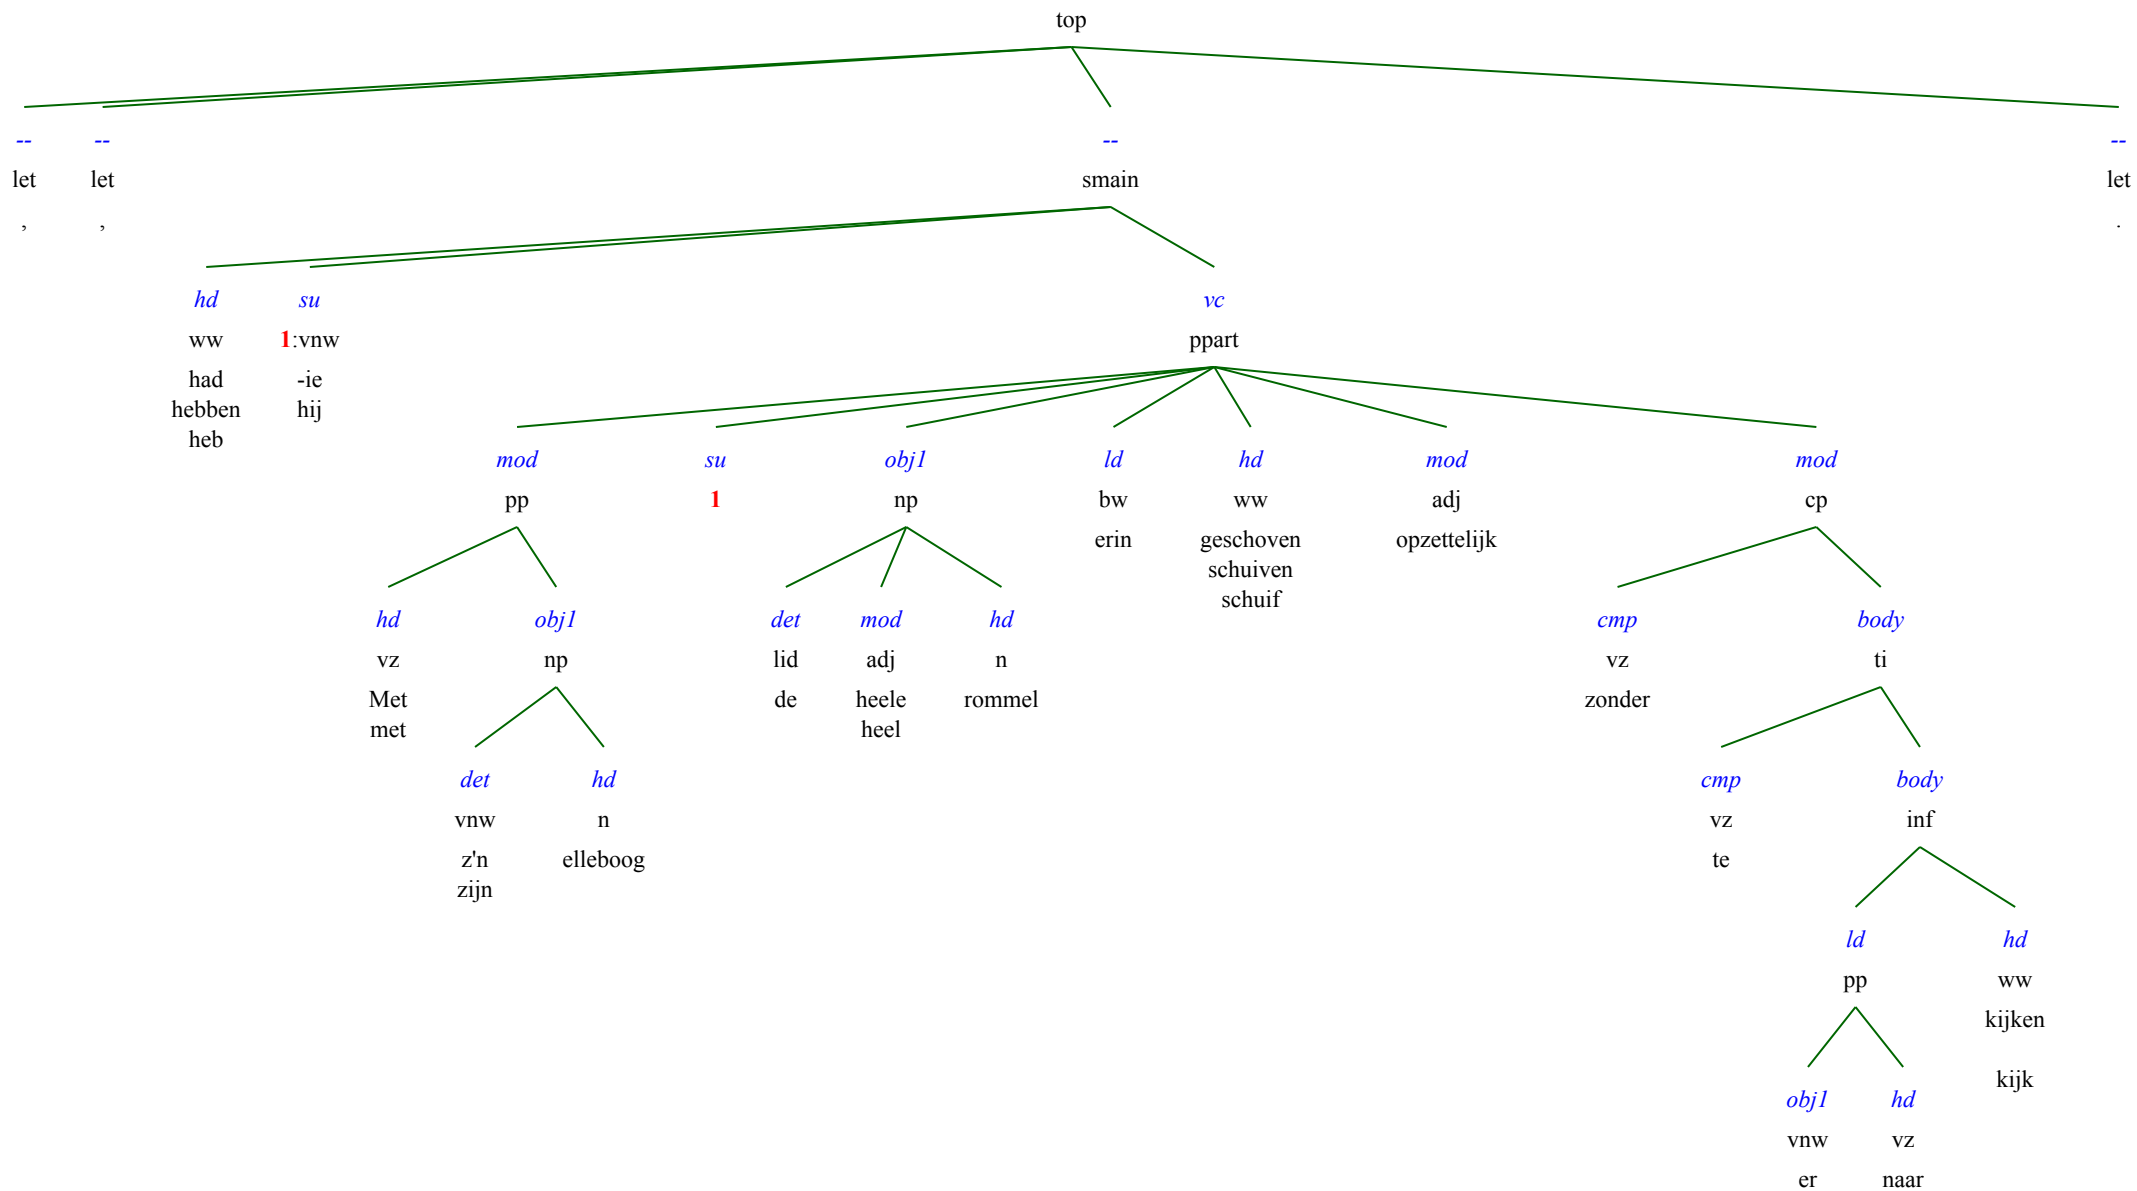 top
-- -- -- --
let let smain let
, , .
hd su vc
ww 1:vnw ppart
had -ie
hebben hij
heb
mod su obj1 ld hd mod mod
pp 1 np bw ww adj cp
erin geschoven opzettelijk
schuiven
schuif
hd obj1 det mod hd cmp body
vz np lid adj n vz ti
Met de heele rommel zonder
met heel
det hd cmp body
vnw n vz inf
z'n elleboog te
zijn
ld hd
pp ww
kijken
kijk
obj1 hd
vnw vz
er naar